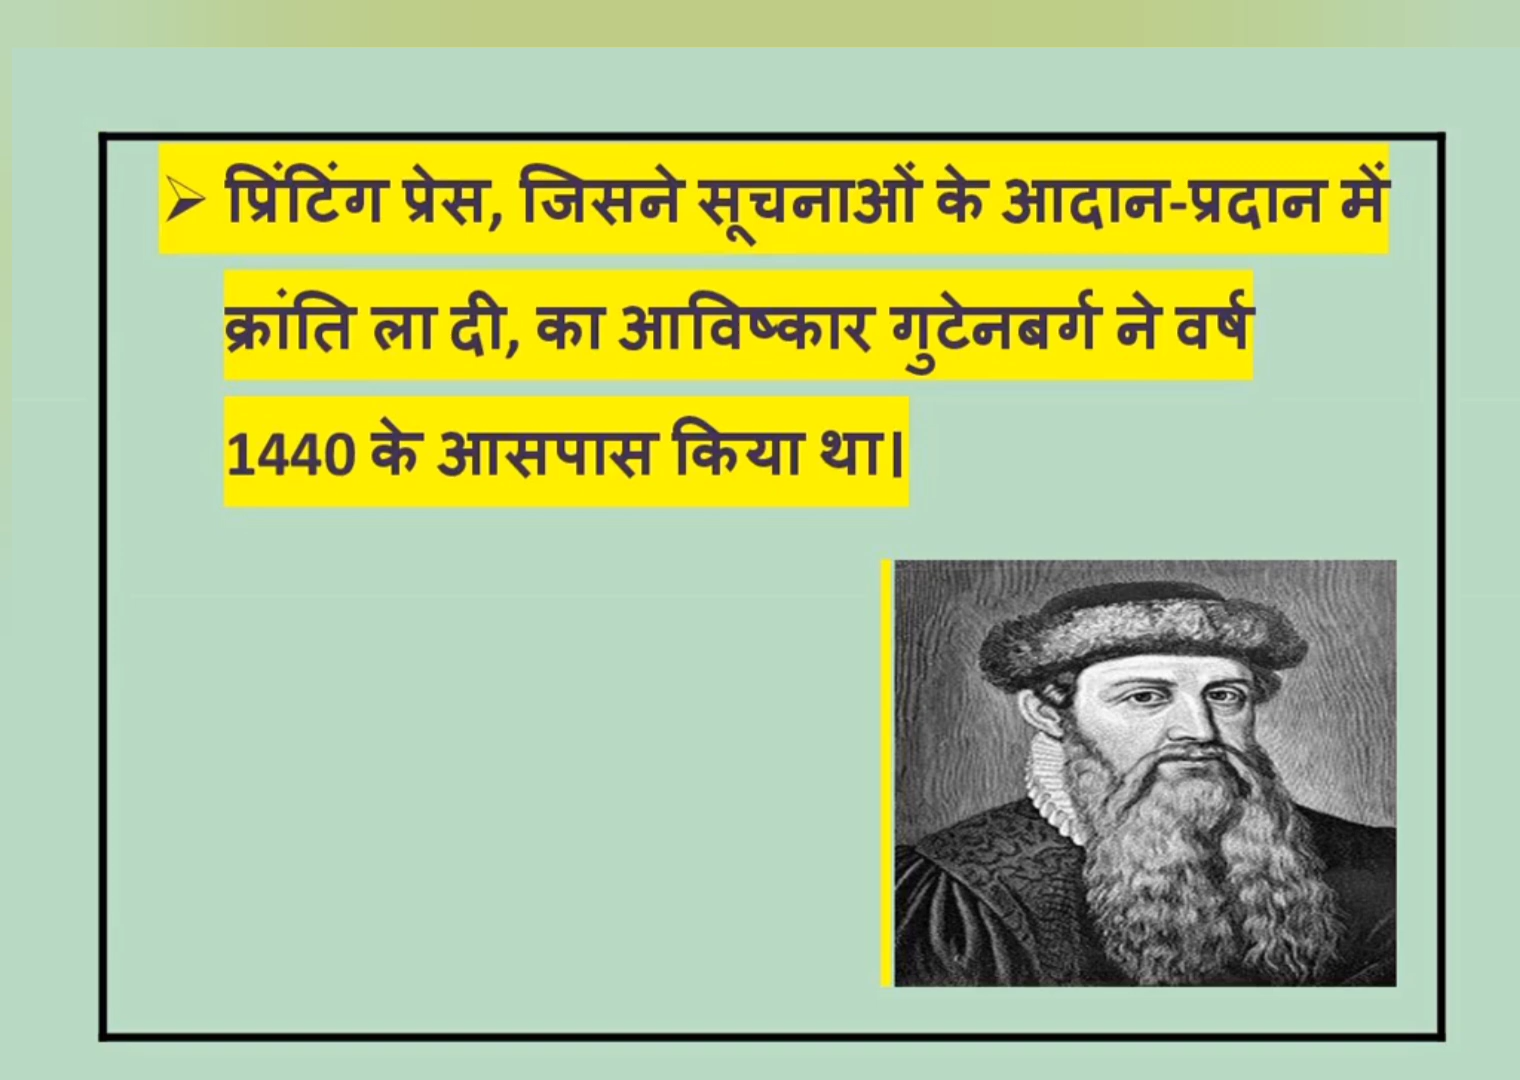 ➢ प्रिंटिंग प्रेस, जिसने सूचनाओं के आदान-प्रदान में
क्रांति ला दी, का आविष्कार गुटेनबर्ग ने वर्ष
1440 के आसपास किया था।